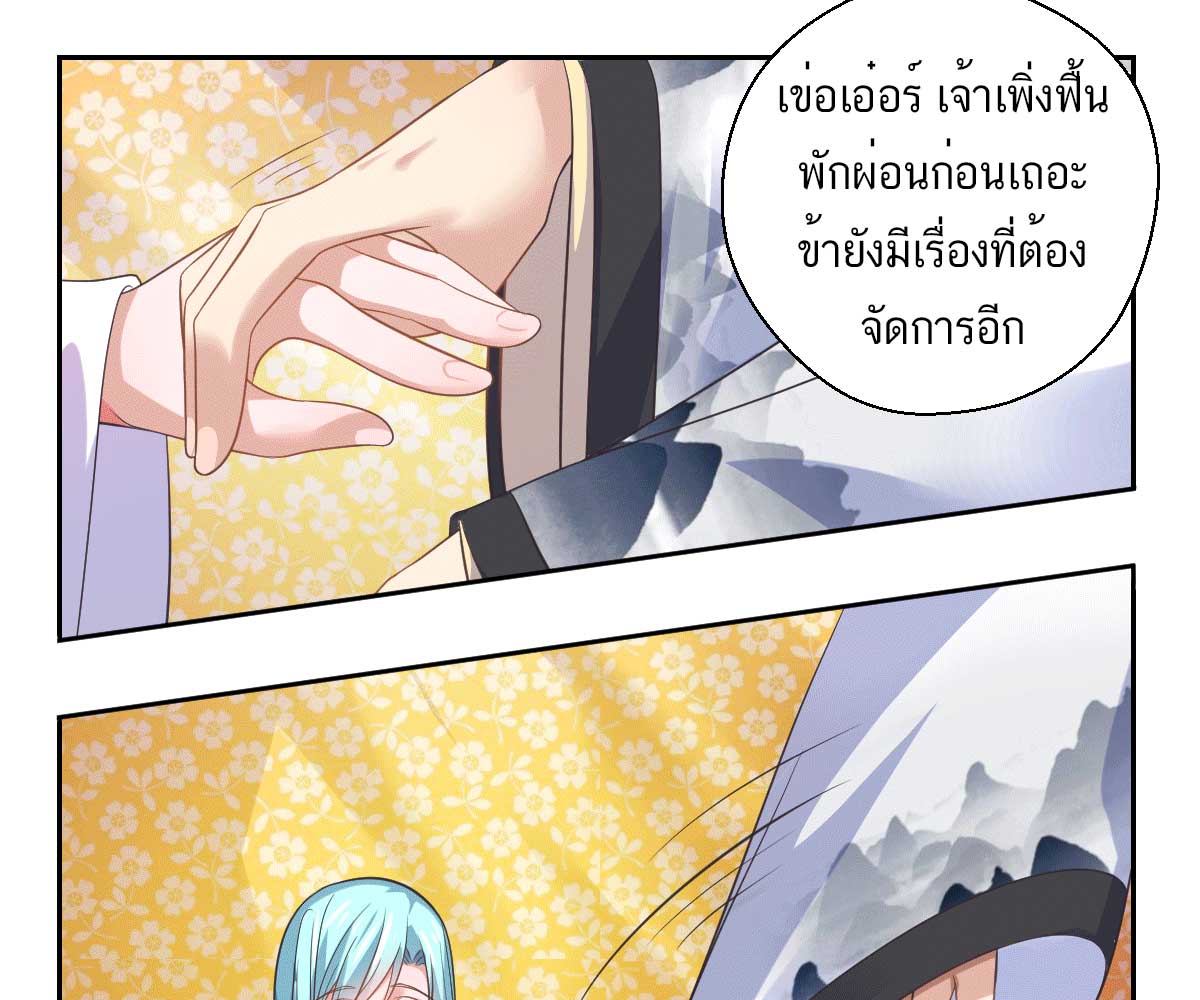 เข่อเอ๋อร์ เจ้าเพิ่งฟื้น
พักผ่อนก่อนเถอะ
ข้ายังมีเรื่องที่ต้อง
จัดการอีก